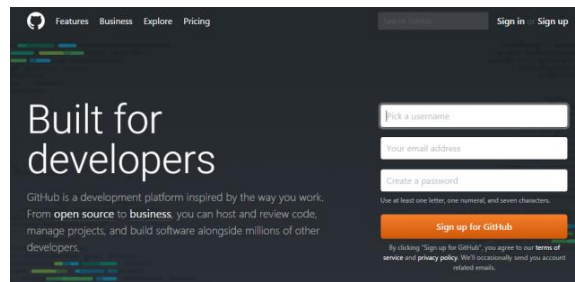 Features Business Explore Pricing
Search GitHub
Sign in or Sign up
Built for
developers
GitHub is a development platform inspired by the way you work.
From open source to business, you can host and review code,
manage projects, and build software alongside millions of other
developers.
Pick a username
Your email address
Create a password
Use at least one letter, one numeral, and seven characters.
Sign up for GitHub
By clicking "Sign up for GitHub", you agree to our terms of
service and privacy policy. We'll occasionally send you account
related emails.